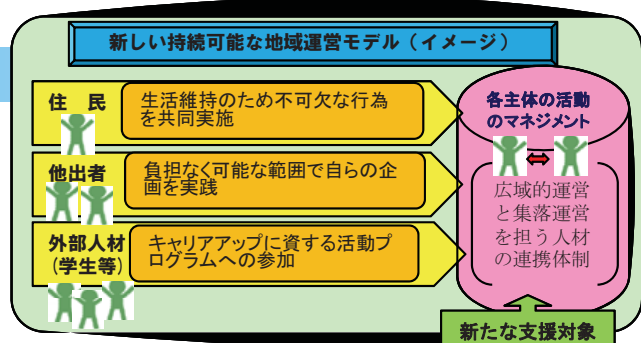 新しい持続可能な地域運営モデル（イメージ）
住　民
生活維持のため不可欠な行為
を共同実施
他出者
負担なく可能な範囲で自らの企
画を実践
外部人材
(学生等)
キャリアアップに資する活動プ
ログラムへの参加
各主体の活動
のマネジメント
広域的運営
と集落運営
を担う人材
の連携体制
新たな支援対象